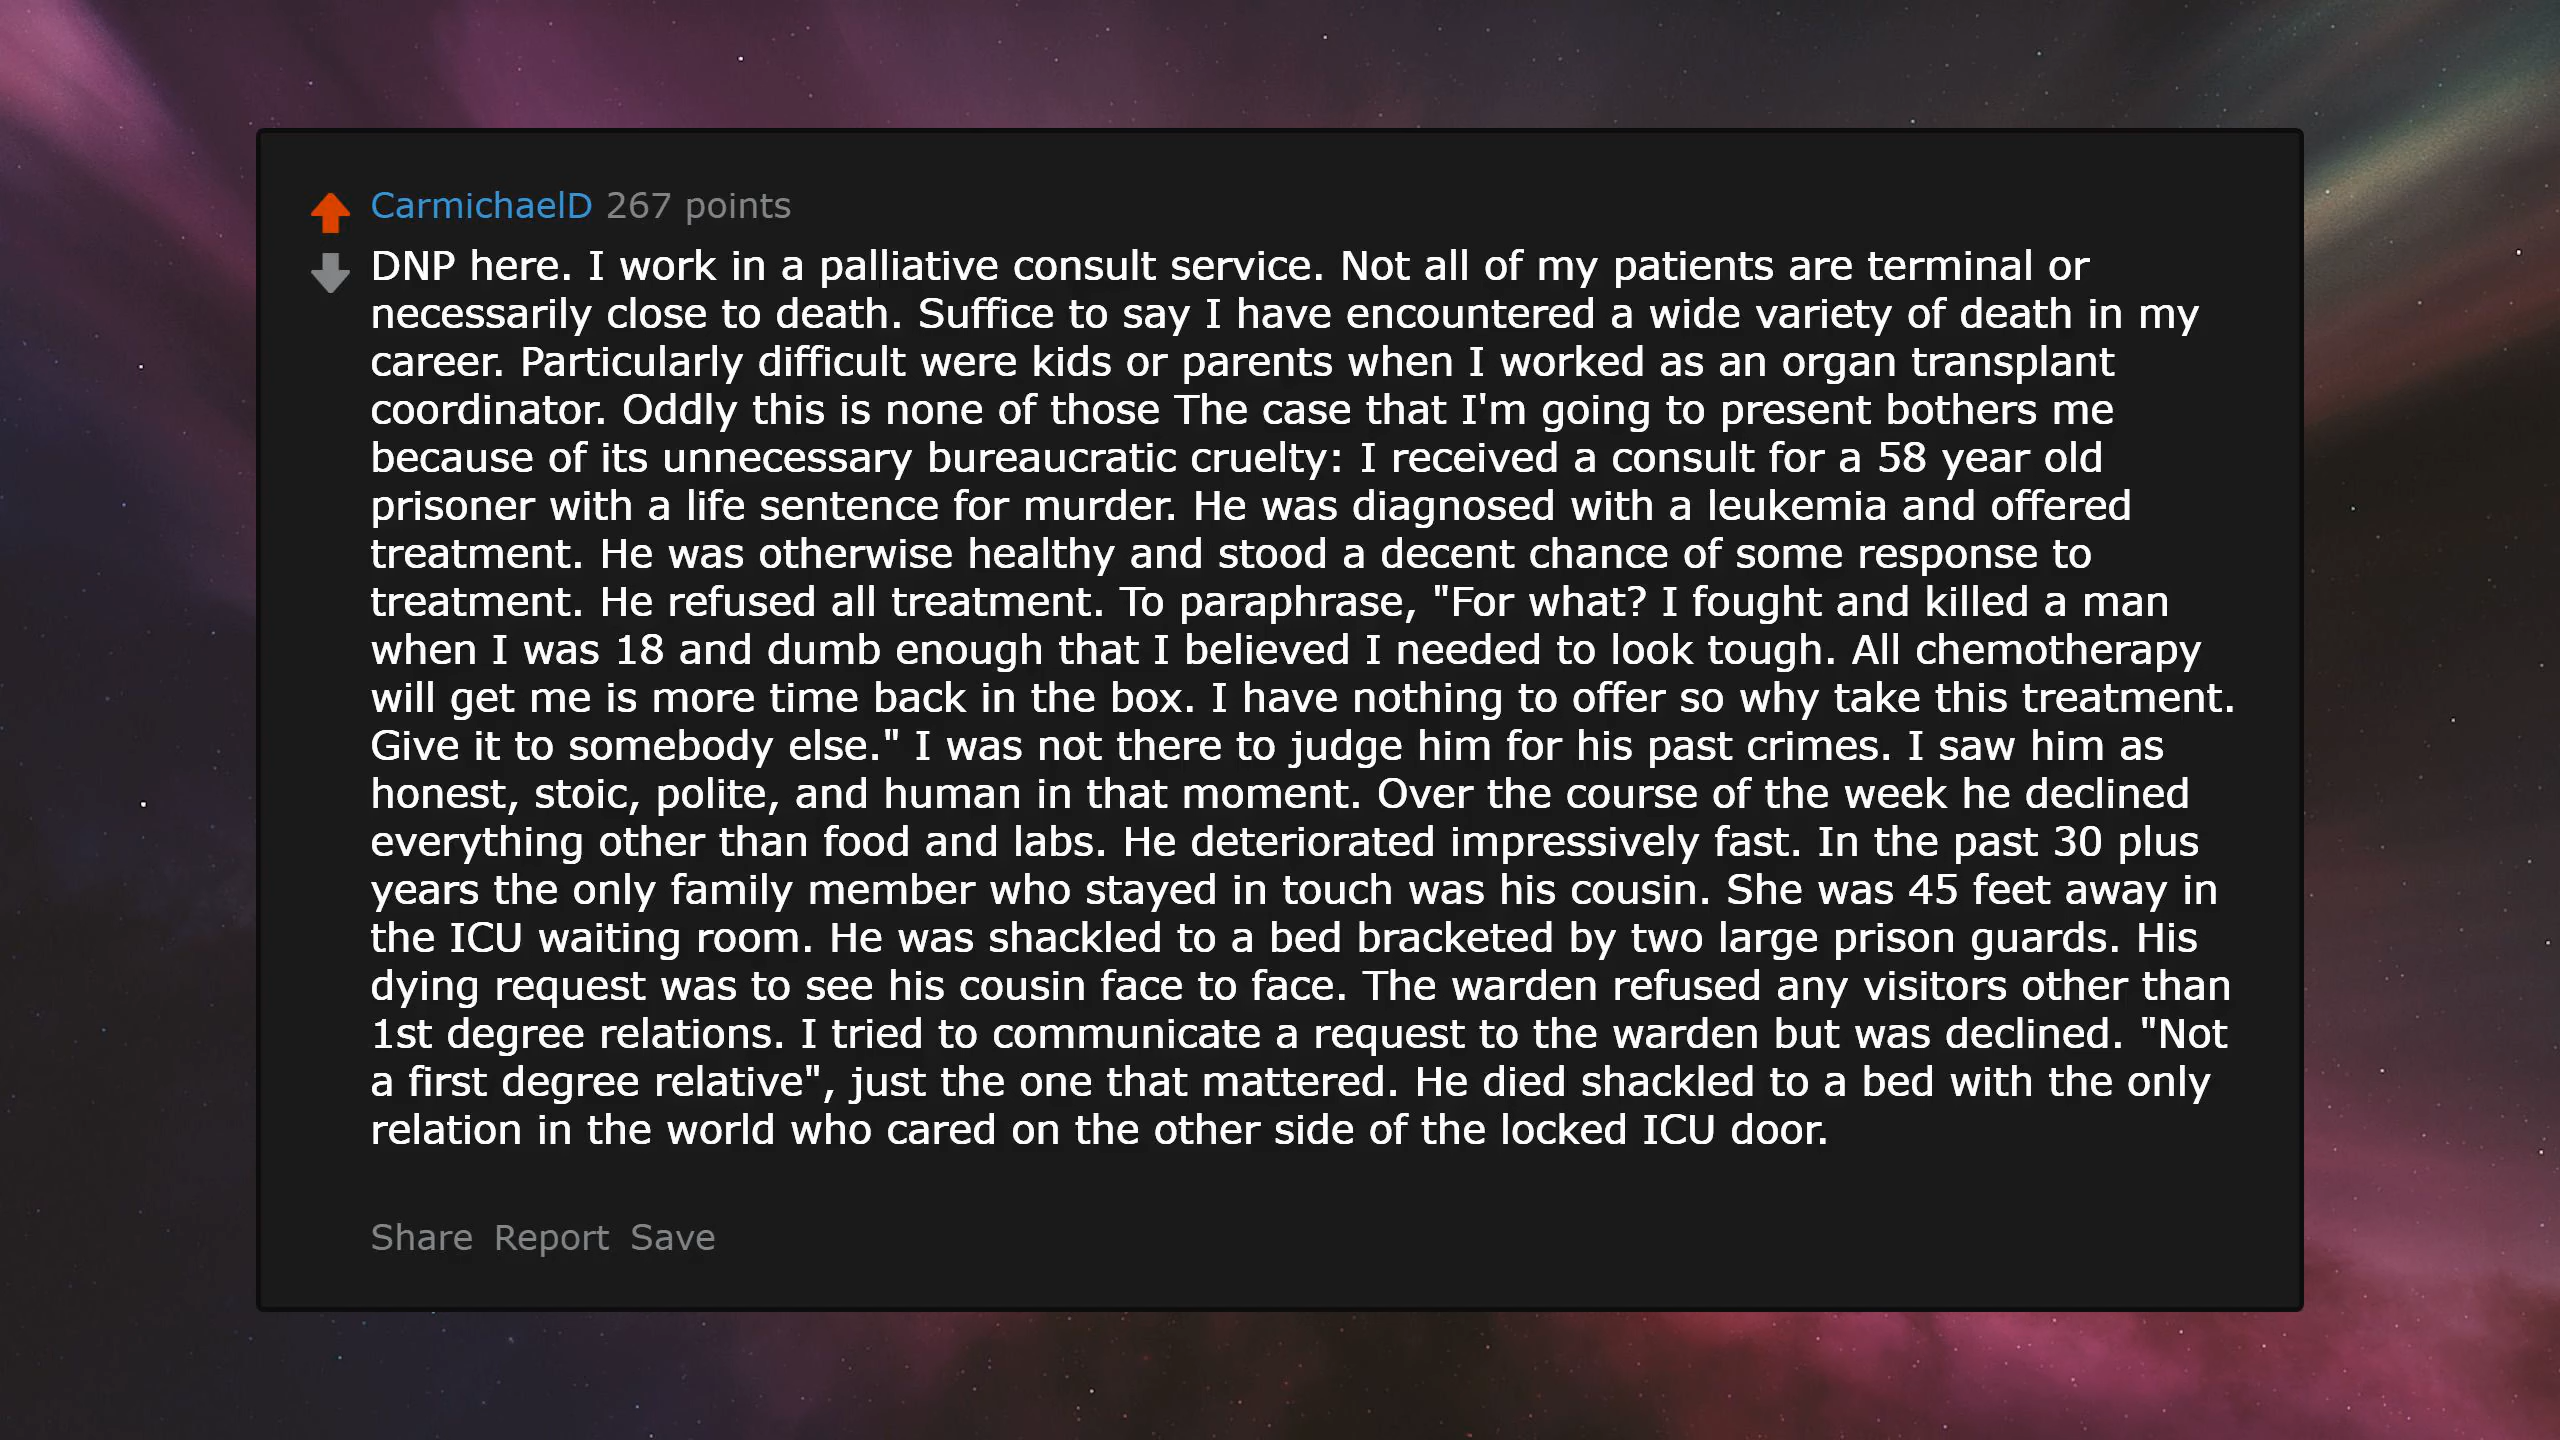 CarmichaelD 267 points
DNP here. I work in a palliative consult service. Not all of my patients are terminal or
necessarily close to death. Suffice to say I have encountered a wide variety of death in my
career. Particularly difficult were kids or parents when I worked as an organ transplant
coordinator. Oddly this is none of those The case that I'm going to present bothers me
because of its unnecessary bureaucratic cruelty: I received a consult for a 58 year old
prisoner with a life sentence for murder. He was diagnosed with a leukemia and offered
treatment. He was otherwise healthy and stood a decent chance of some response to
treatment. He refused all treatment. To paraphrase, "For what? I fought and killed a man
when I was 18 and dumb enough that I believed I needed to look tough. All chemotherapy
will get me is more time back in the box. I have nothing to offer so why take this treatment.
Give it to somebody else." I was not there to judge him for his past crimes. I saw him as
honest, stoic, polite, and human in that moment. Over the course of the week he declined
everything other than food and labs. He deteriorated impressively fast. In the past 30 plus
years the only family member who stayed in touch was his cousin. She was 45 feet away in
the ICU waiting room. He was shackled to a bed bracketed by two large prison guards. His
dying request was to see his cousin face to face. The warden refused any visitors other than
1st degree relations. I tried to communicate a request to the warden but was declined. "Not
a first degree relative", just the one that mattered. He died shackled to a bed with the only
relation in the world who cared on the other side of the locked ICU door.
Share Report Save